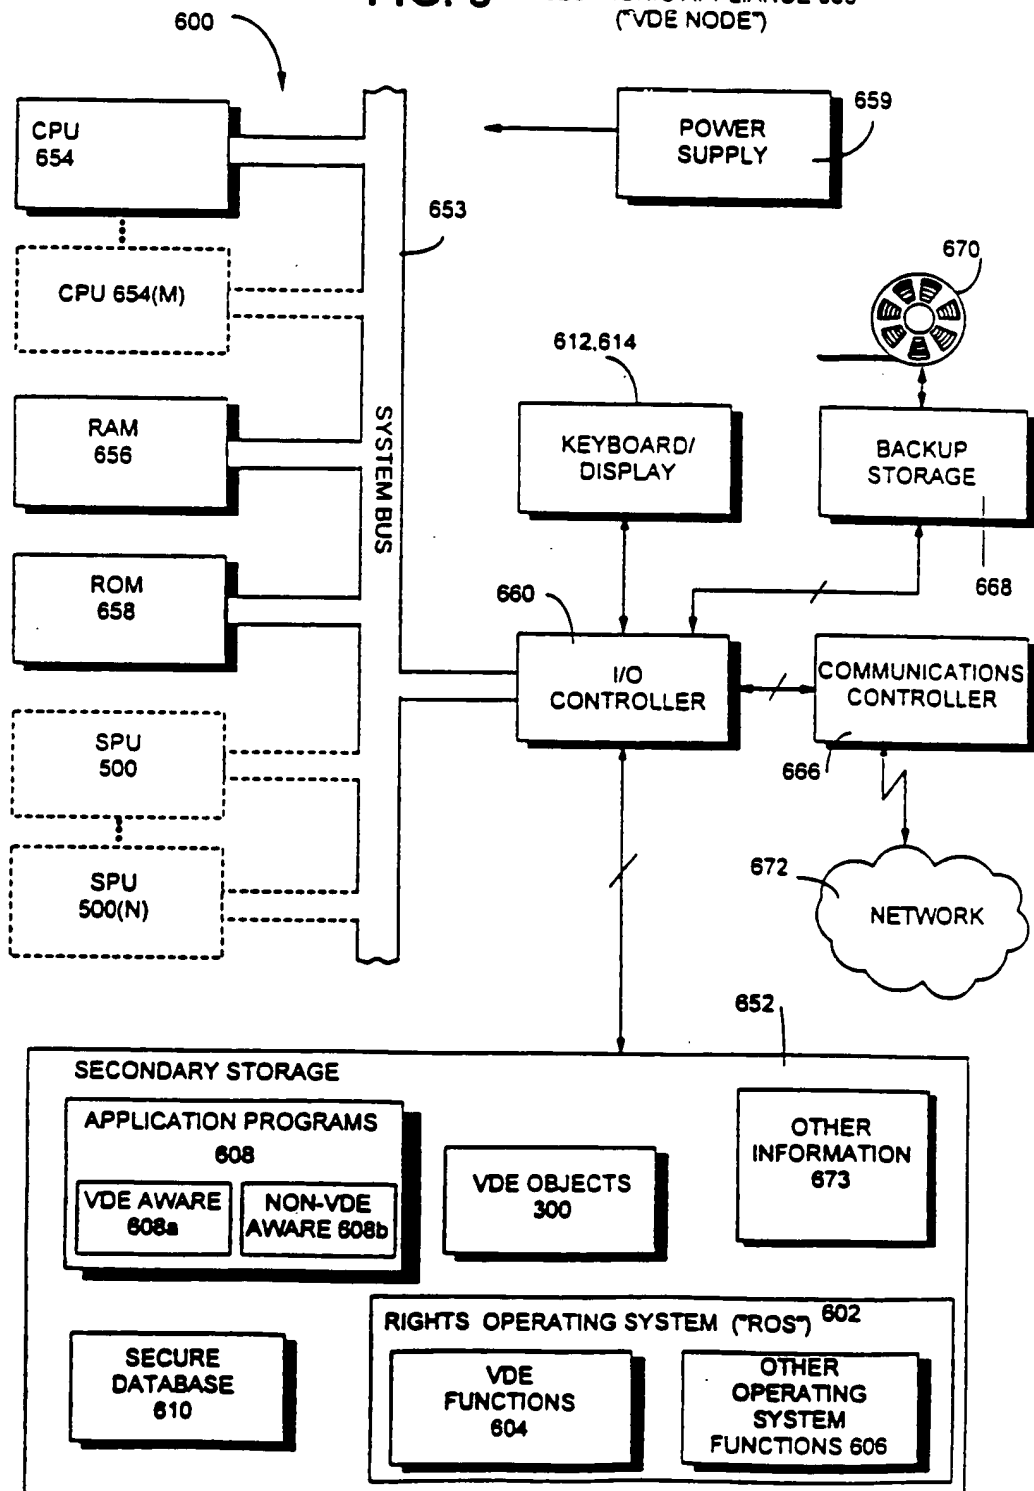 600
("VDE NODE")
CPU
654
POWER
SUPPLY
659
653
CPU 654(M)
670
612,614
RAM
656
SYSTEM BUS
KEYBOARD/
DISPLAY
BACKUP
STORAGE
668
ROM
658
660
I/O
CONTROLLER
COMMUNICATIONS
CONTROLLER
666
SPU
500
SPU
500(N)
672
NETWORK
652
SECONDARY STORAGE
APPLICATION PROGRAMS
608
VDE AWARE
608a
NON-VDE
AWARE 608b
VDE OBJECTS
300
OTHER
INFORMATION
673
SECURE
DATABASE
610
RIGHTS OPERATING SYSTEM ("ROS") 602
VDE
FUNCTIONS
604
OTHER
OPERATING
SYSTEM
FUNCTIONS 606